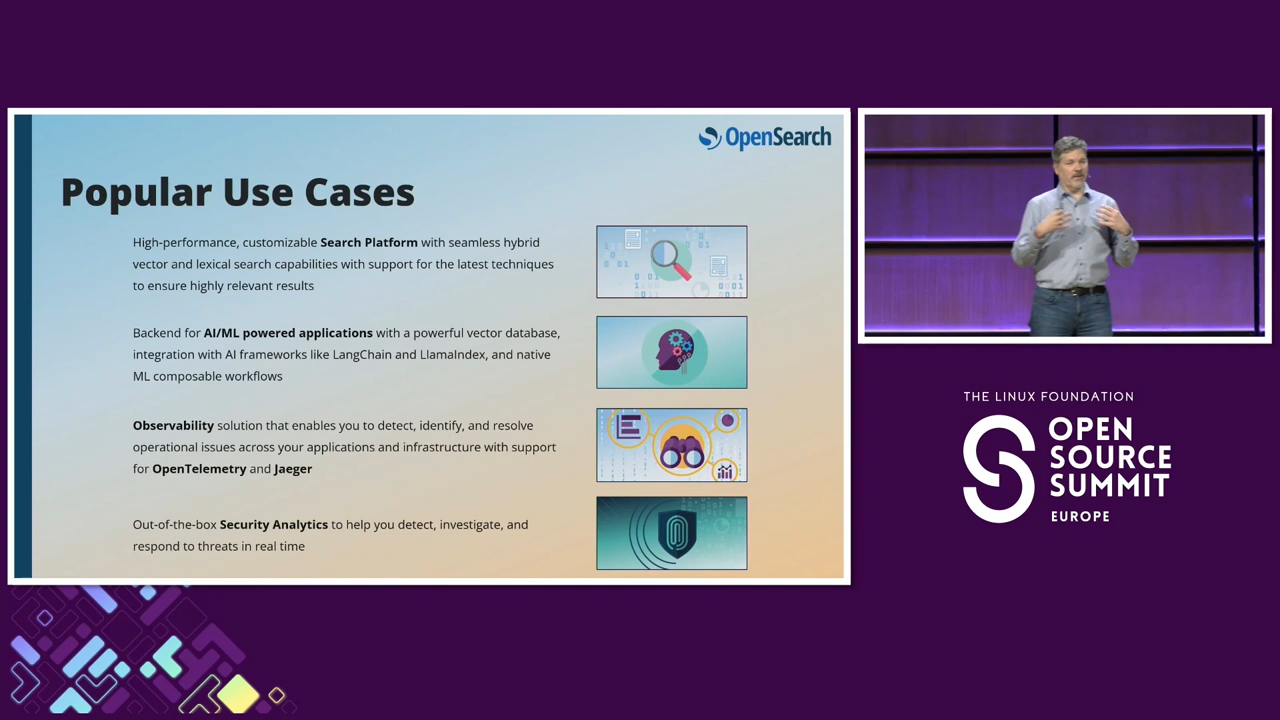 OpenSearch
Popular Use Cases
High-performance, customizable Search Platform with seamless hybrid
vector and lexical search capabilities with support for the latest techniques
to ensure highly relevant results
Backend for AI/ML powered applications with a powerful vector database,
integration with AI frameworks like LangChain and LlamaIndex, and native
ML composable workflows
Observability solution that enables you to detect, identify, and resolve
operational issues across your applications and infrastructure with support
for OpenTelemetry and Jaeger
Out-of-the-box Security Analytics to help you detect, investigate, and
respond to threats in real time
THE LINUX FOUNDATION
OPEN
SOURCE
SUMMIT
EUROPE